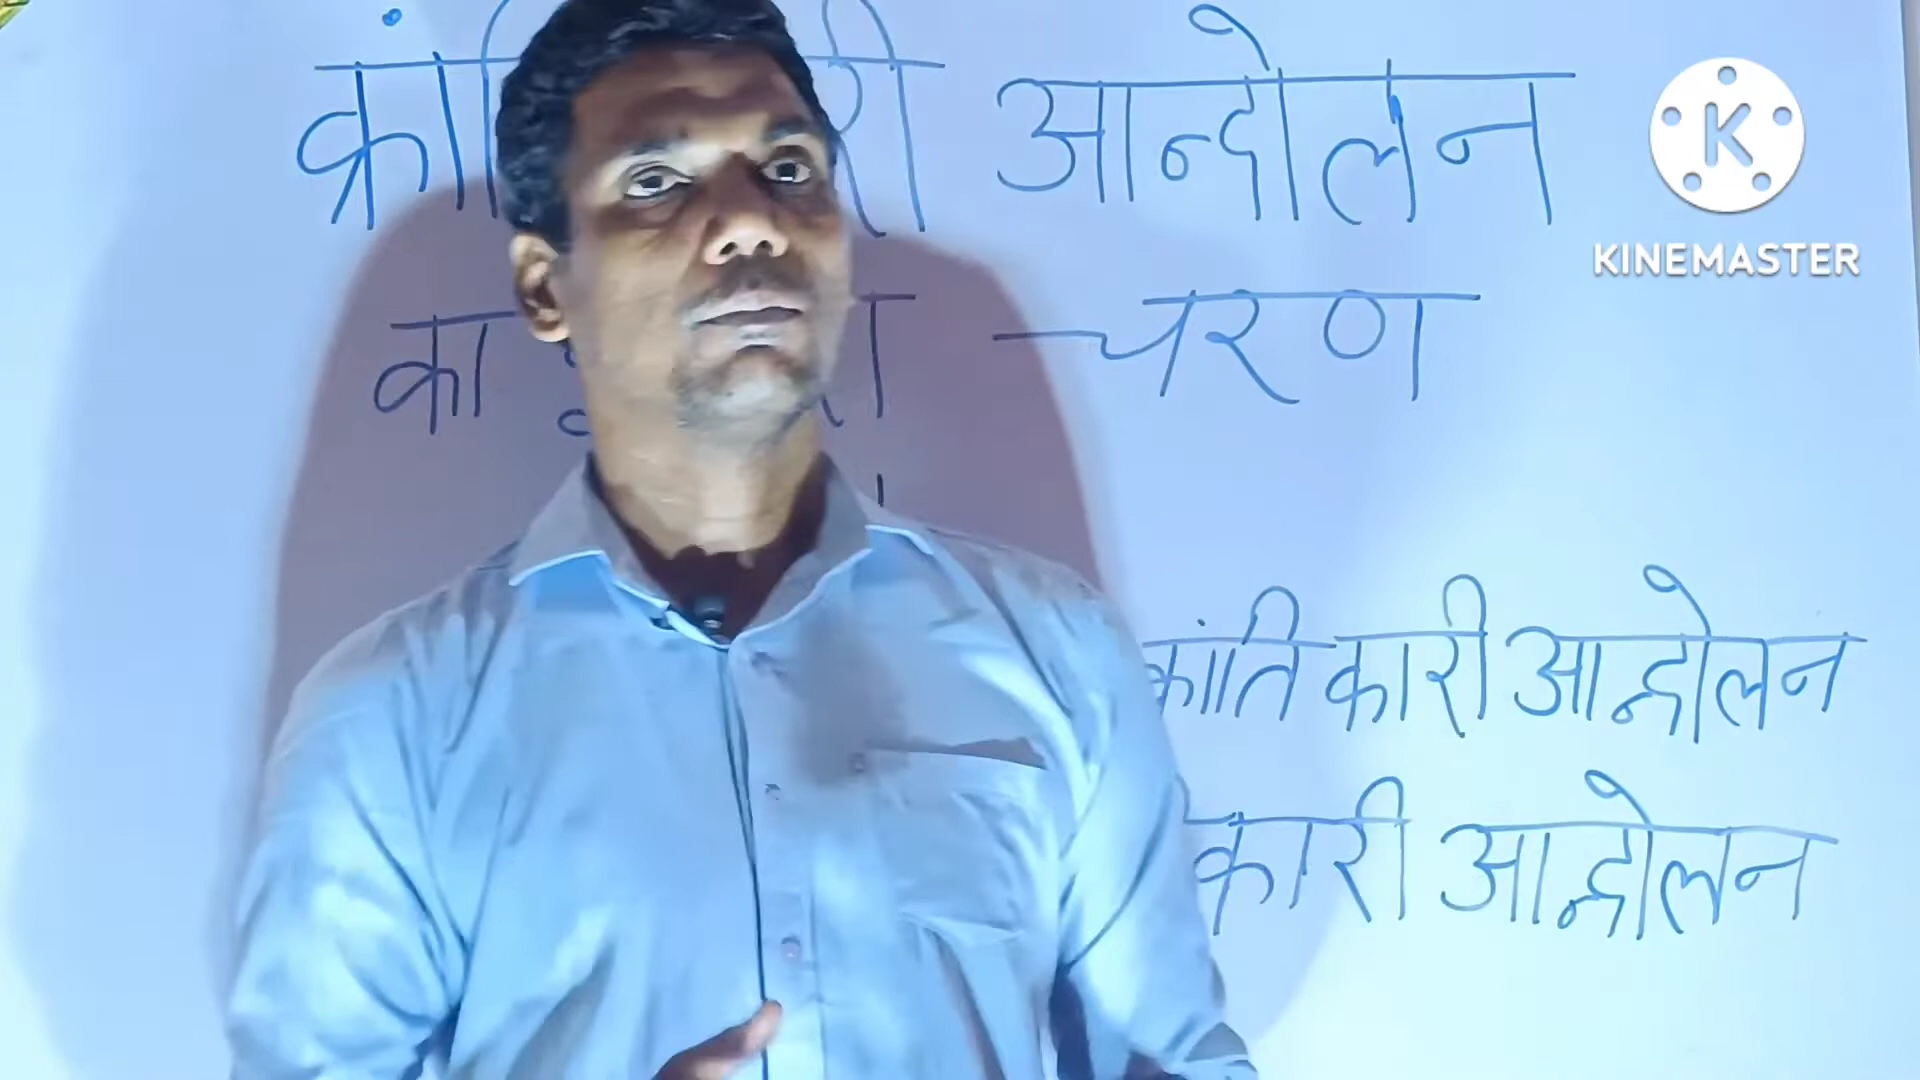 आन्दोलन
का चरण
क्रांतिकारी आन्दोलन
कारी आन्दोलन
KINEMASTER